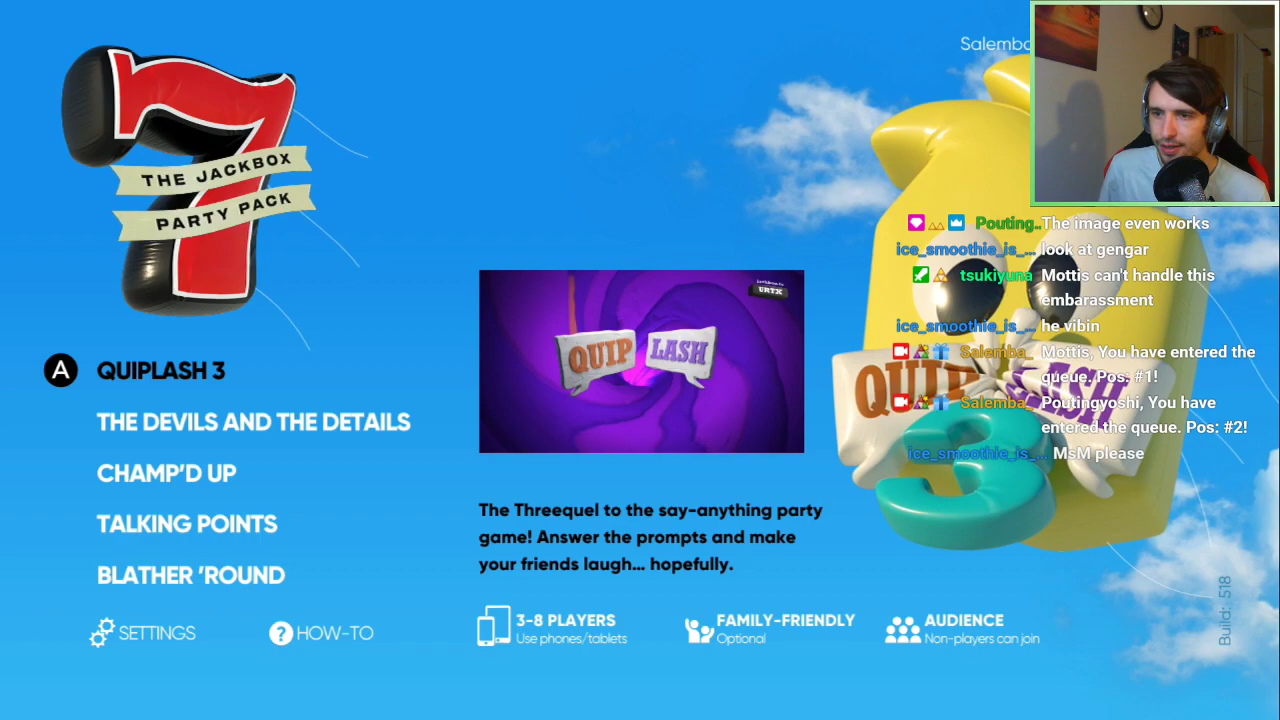 Salemba
THE JACKBOX
PARTY PACK
Pouting.. The image even works
ice_smoothie_is_... look at gengar
tsukiyuna Mottis can't handle this
embarassment
ice_smoothie_is_... he vibin
Salemba_ Mottis, You have entered the
queue. Pos: #1!
Salemba_ Poutingyoshi, You have
entered the queue. Pos: #2!
ice_smoothie_is_... MsM please
QUIP LASH
QUIP LASH
3
A QUIPLASH 3
THE DEVILS AND THE DETAILS
CHAMP'D UP
TALKING POINTS
BLATHER 'ROUND
The Threequel to the say-anything party
game! Answer the prompts and make
your friends laugh... hopefully.
SETTINGS
? HOW-TO
3-8 PLAYERS
Use phones/tablets
FAMILY-FRIENDLY
Optional
AUDIENCE
Non-players can join
Build: 518